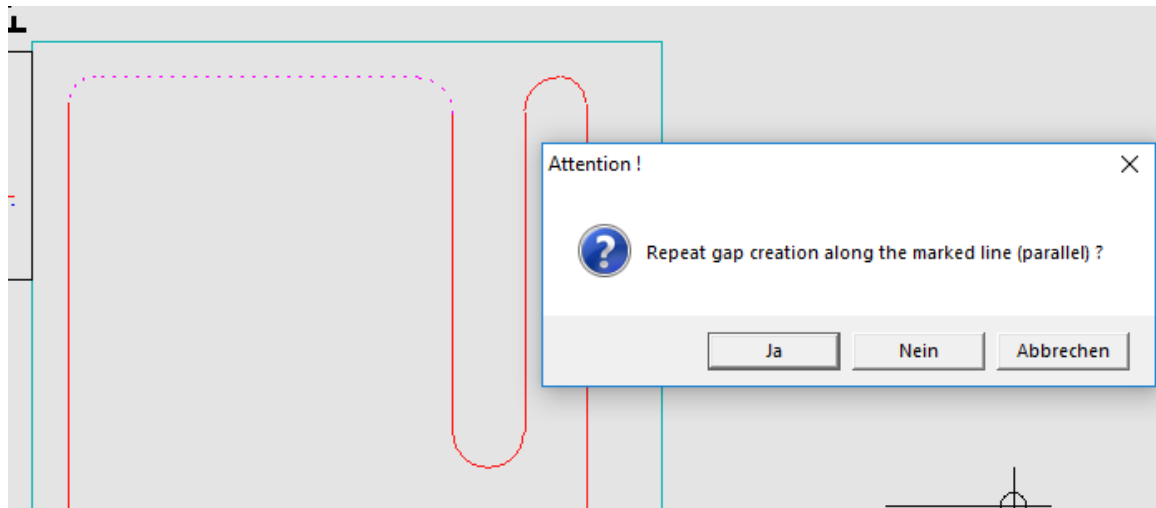 Attention !
Repeat gap creation along the marked line (parallel) ?
Ja
Nein
Abbrechen